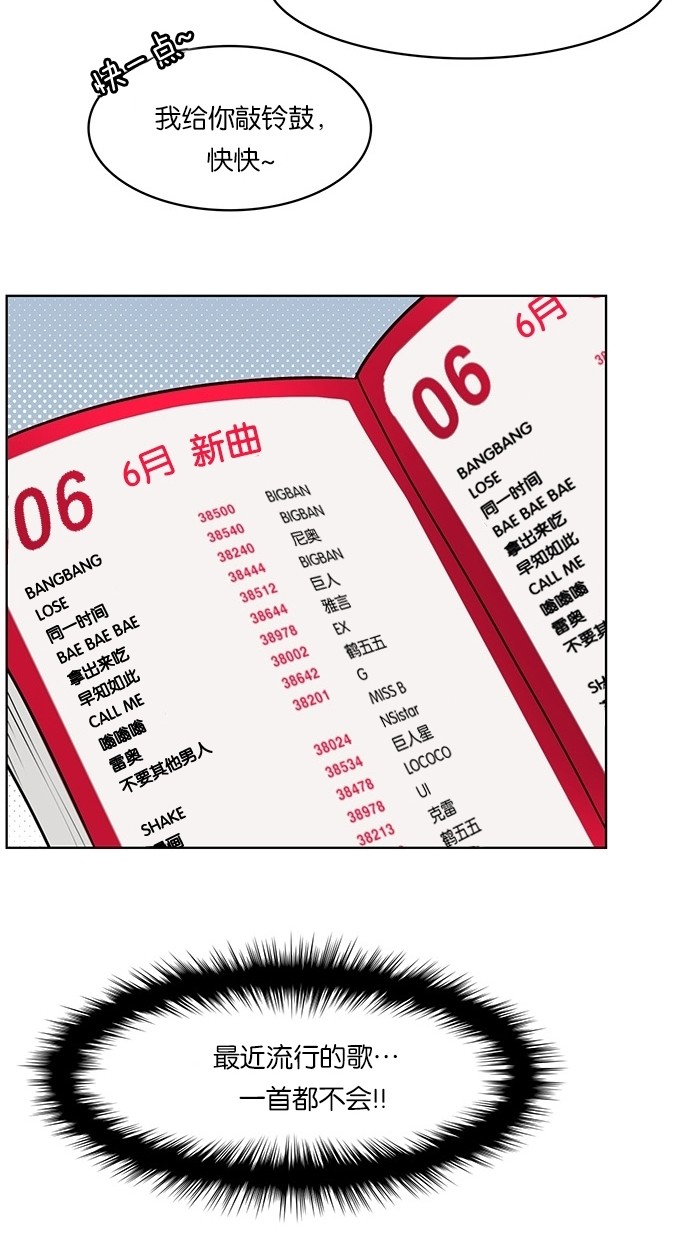 快一点~
我给你敲铃鼓,
快快~
06 6月 新曲
BANGBANG 38500 BIGBAN
LOSE 38540 BIGBAN
同一时间 38240 尼奥
BAE BAE BAE 38444 BIGBAN
拿出来吃 38512 巨人
早知如此 38644 雅言
CALL ME 38978 EX
嗡嗡嗡 38002 鹤五五
雷奥 38642 G
不要其他男人 38201 MISS B
NSistar
SHAKE 38024 巨人星
38534 LOCOCO
38478 UI
38978 克雷
38213 鹤五五
06 6月
BANGBANG
LOSE
同一时间
BAE BAE BAE
拿出来吃
早知如此
CALL ME
嗡嗡嗡
雷奥
不要其
最近流行的歌…
一首都不会!!